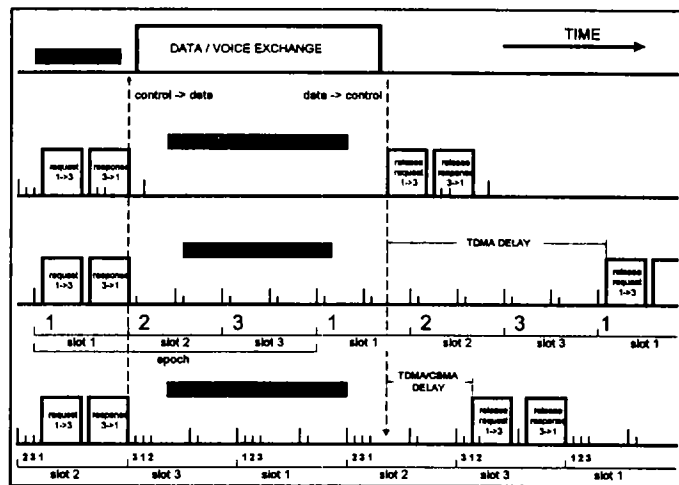 DATA / VOICE EXCHANGE
TIME
control -> data
data -> control
request
1->3
response
3->1
release
request
1->3
release
response
3->1
TDMA DELAY
request
1->3
response
3->1
release
request
1->3
1 2 3 1 2 3 1
slot 1 slot 2 slot 3 slot 1 slot 2 slot 3 slot 1
epoch
TDMA/CSMA
DELAY
request
1->3
response
3->1
release
request
1->3
release
response
3->1
2 3 1 3 1 2 1 2 3 2 3 1 3 1 2 1 2 3
slot 2 slot 3 slot 1 slot 2 slot 3 slot 1